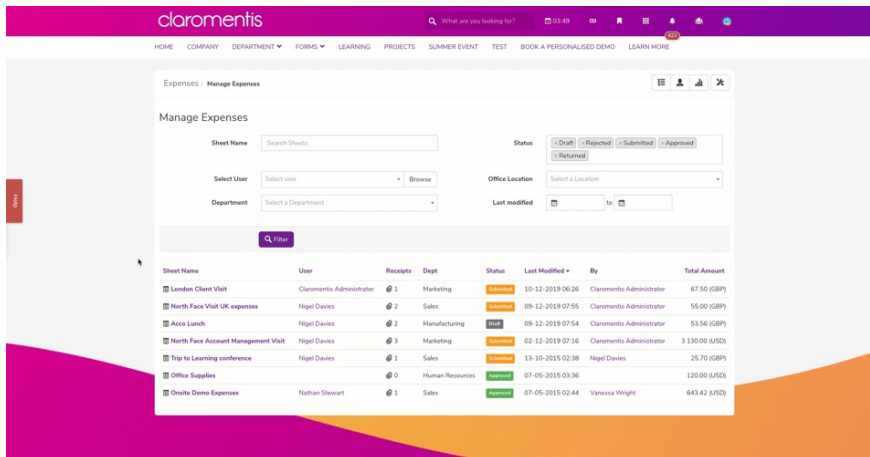 claromentis
What are you looking for?
03:49
422
HOME COMPANY DEPARTMENT FORMS LEARNING PROJECTS SUMMER EVENT TEST BOOK A PERSONALISED DEMO LEARN MORE
Expenses / Manage Expenses
Manage Expenses
Sheet Name Search Sheets Status × Draft × Rejected × Submitted × Approved
× Returned
Select User Select user Browse Office Location Select a Location
Help
Department Select a Department Last modified to
Filter
Sheet Name User Receipts Dept Status Last Modified By Total Amount
London Client Visit Claromentis Administrator 1 Marketing Submitted 10-12-2019 06:26 Claromentis Administrator 67.50 (GBP)
North Face Visit UK expenses Nigel Davies 2 Sales Submitted 09-12-2019 07:55 Claromentis Administrator 55.00 (GBP)
Acco Lunch Nigel Davies 2 Manufacturing Draft 09-12-2019 07:54 Claromentis Administrator 53.56 (GBP)
North Face Account Management Visit Nigel Davies 3 Marketing Submitted 02-12-2019 07:16 Claromentis Administrator 3 130.00 (USD)
Trip to Learning conference Nigel Davies 1 Sales Submitted 13-10-2015 02:38 Nigel Davies 25.70 (GBP)
Office Supplies 0 Human Resources Approved 07-05-2015 03:36 120.00 (USD)
Onsite Demo Expenses Nathan Stewart 1 Sales Approved 07-05-2015 02:44 Vanessa Wright 643.42 (USD)